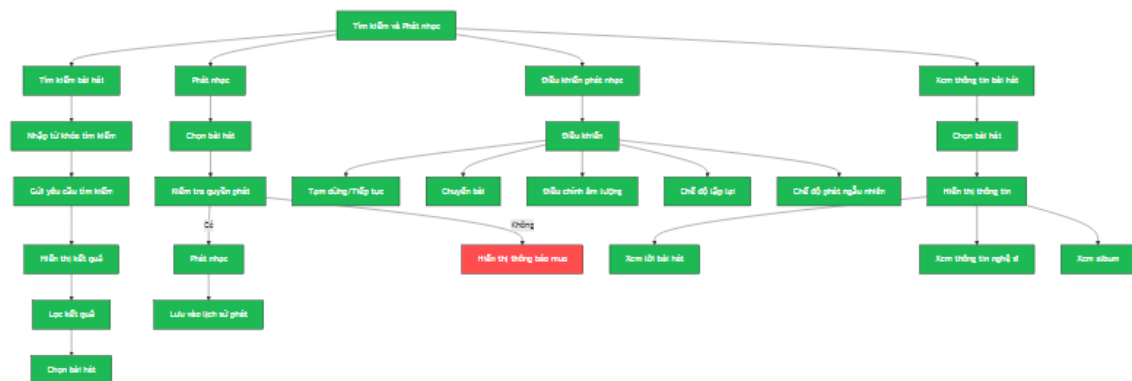 Tìm kiếm và Phát nhạc
Tìm kiếm bài hát
Phát nhạc
Điều khiển phát nhạc
Xem thông tin bài hát
Nhập từ khóa tìm kiếm
Chọn bài hát
Điều khiển
Chọn bài hát
Gửi yêu cầu tìm kiếm
Kiểm tra quyền phát
Tạm dừng/Tiếp tục
Chuyển bài
Điều chỉnh âm lượng
Chế độ lặp lại
Chế độ phát ngẫu nhiên
Hiển thị thông tin
Có
Không
Hiển thị kết quả
Phát nhạc
Hiển thị thông báo mua
Xem lời bài hát
Xem thông tin nghệ sĩ
Xem album
Lọc kết quả
Lưu vào lịch sử phát
Chọn bài hát